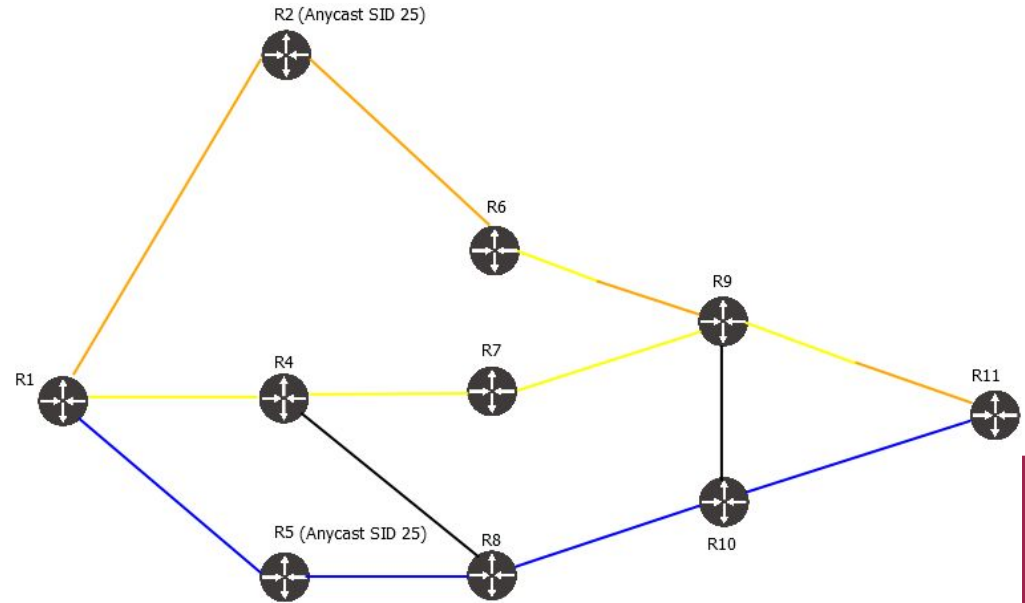 R2 (Anycast SID 25)
R6
R9
R7
R4
R1
R11
R5 (Anycast SID 25)
R8
R10